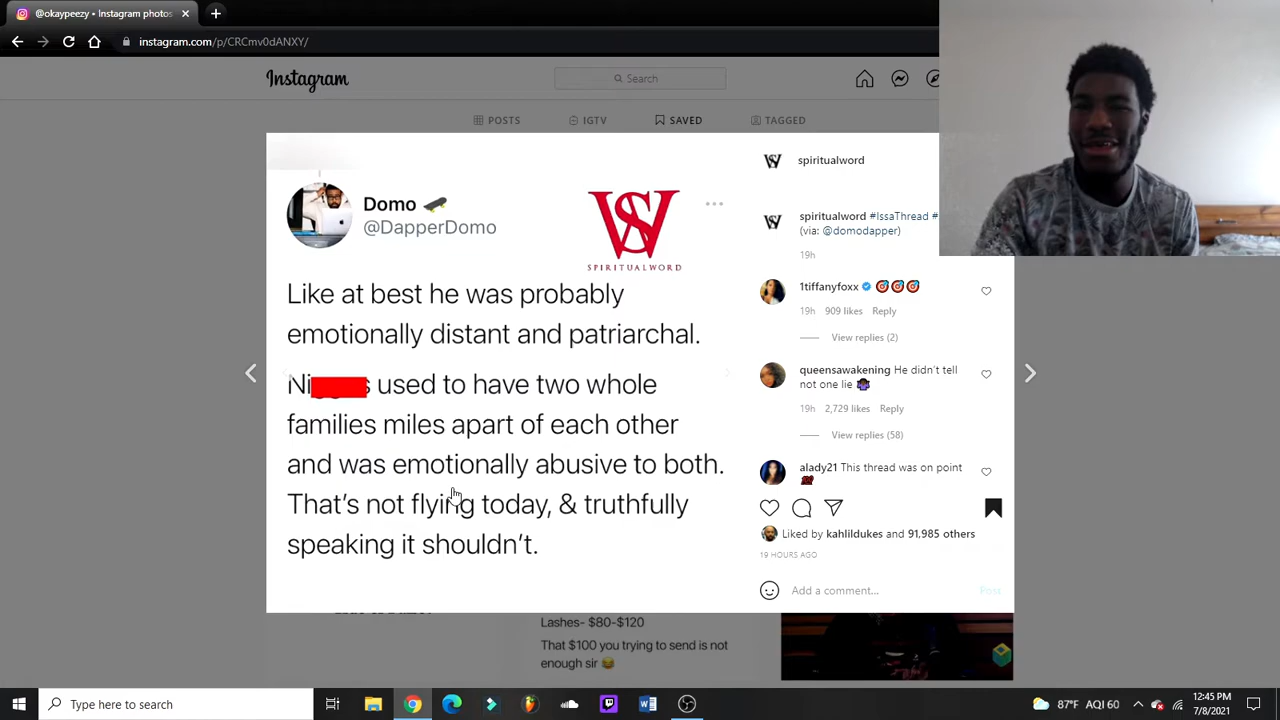 @okaypeezy • Instagram photos
instagram.com/p/CRCmv0dANXY/
Instagram
Search
POSTS
IGTV
SAVED
TAGGED
Domo
@DapperDomo
SW
SPIRITUALWORD
Like at best he was probably
emotionally distant and patriarchal.
used to have two whole
families miles apart of each other
and was emotionally abusive to both.
That's not flying today, & truthfully
speaking it shouldn't.
spiritualword
spiritualword #IssaThread #
(via: @domodapper)
19h
1tiffanyfoxx 🎯🎯🎯
19h 909 likes Reply
View replies (2)
queensawakening He didn't tell
not one lie
19h 2,729 likes Reply
View replies (58)
alady21 This thread was on point
Liked by kahlildukes and 91,985 others
19 HOURS AGO
Add a comment...
Post
Lashes- $80-$120
That $100 you trying to send is not
enough sir 😂
Type here to search
87°F AQI 60
12:45 PM
7/8/2021